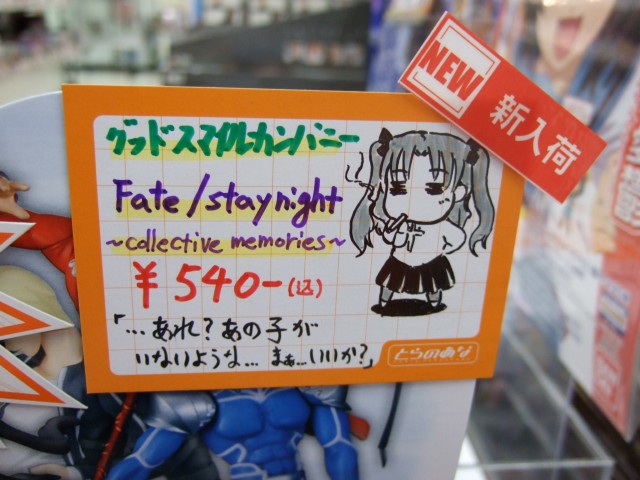 グッドスマイルカンパニー
NEW
新入荷
Fate/staynight
~collective memories~
¥540-(込)
「…あれ?あの子が
いないような… まぁ…いいか?」
とらのあな